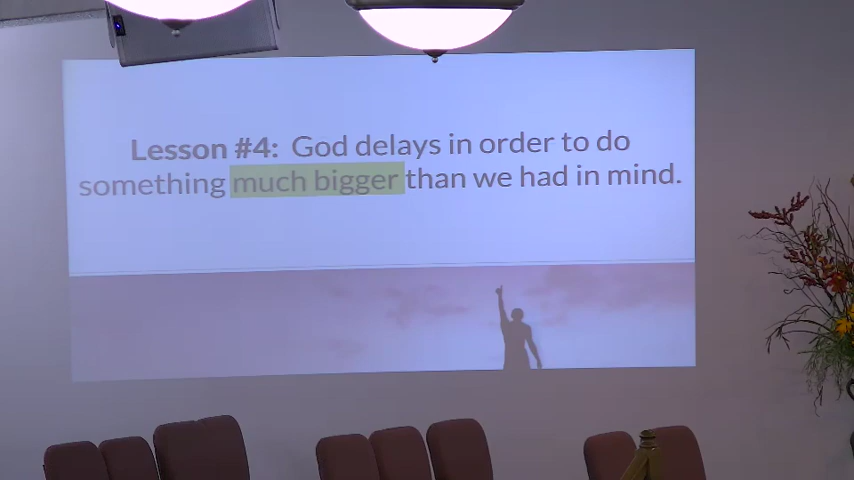 Lesson #4: God delays in order to do
something much bigger than we had in mind.